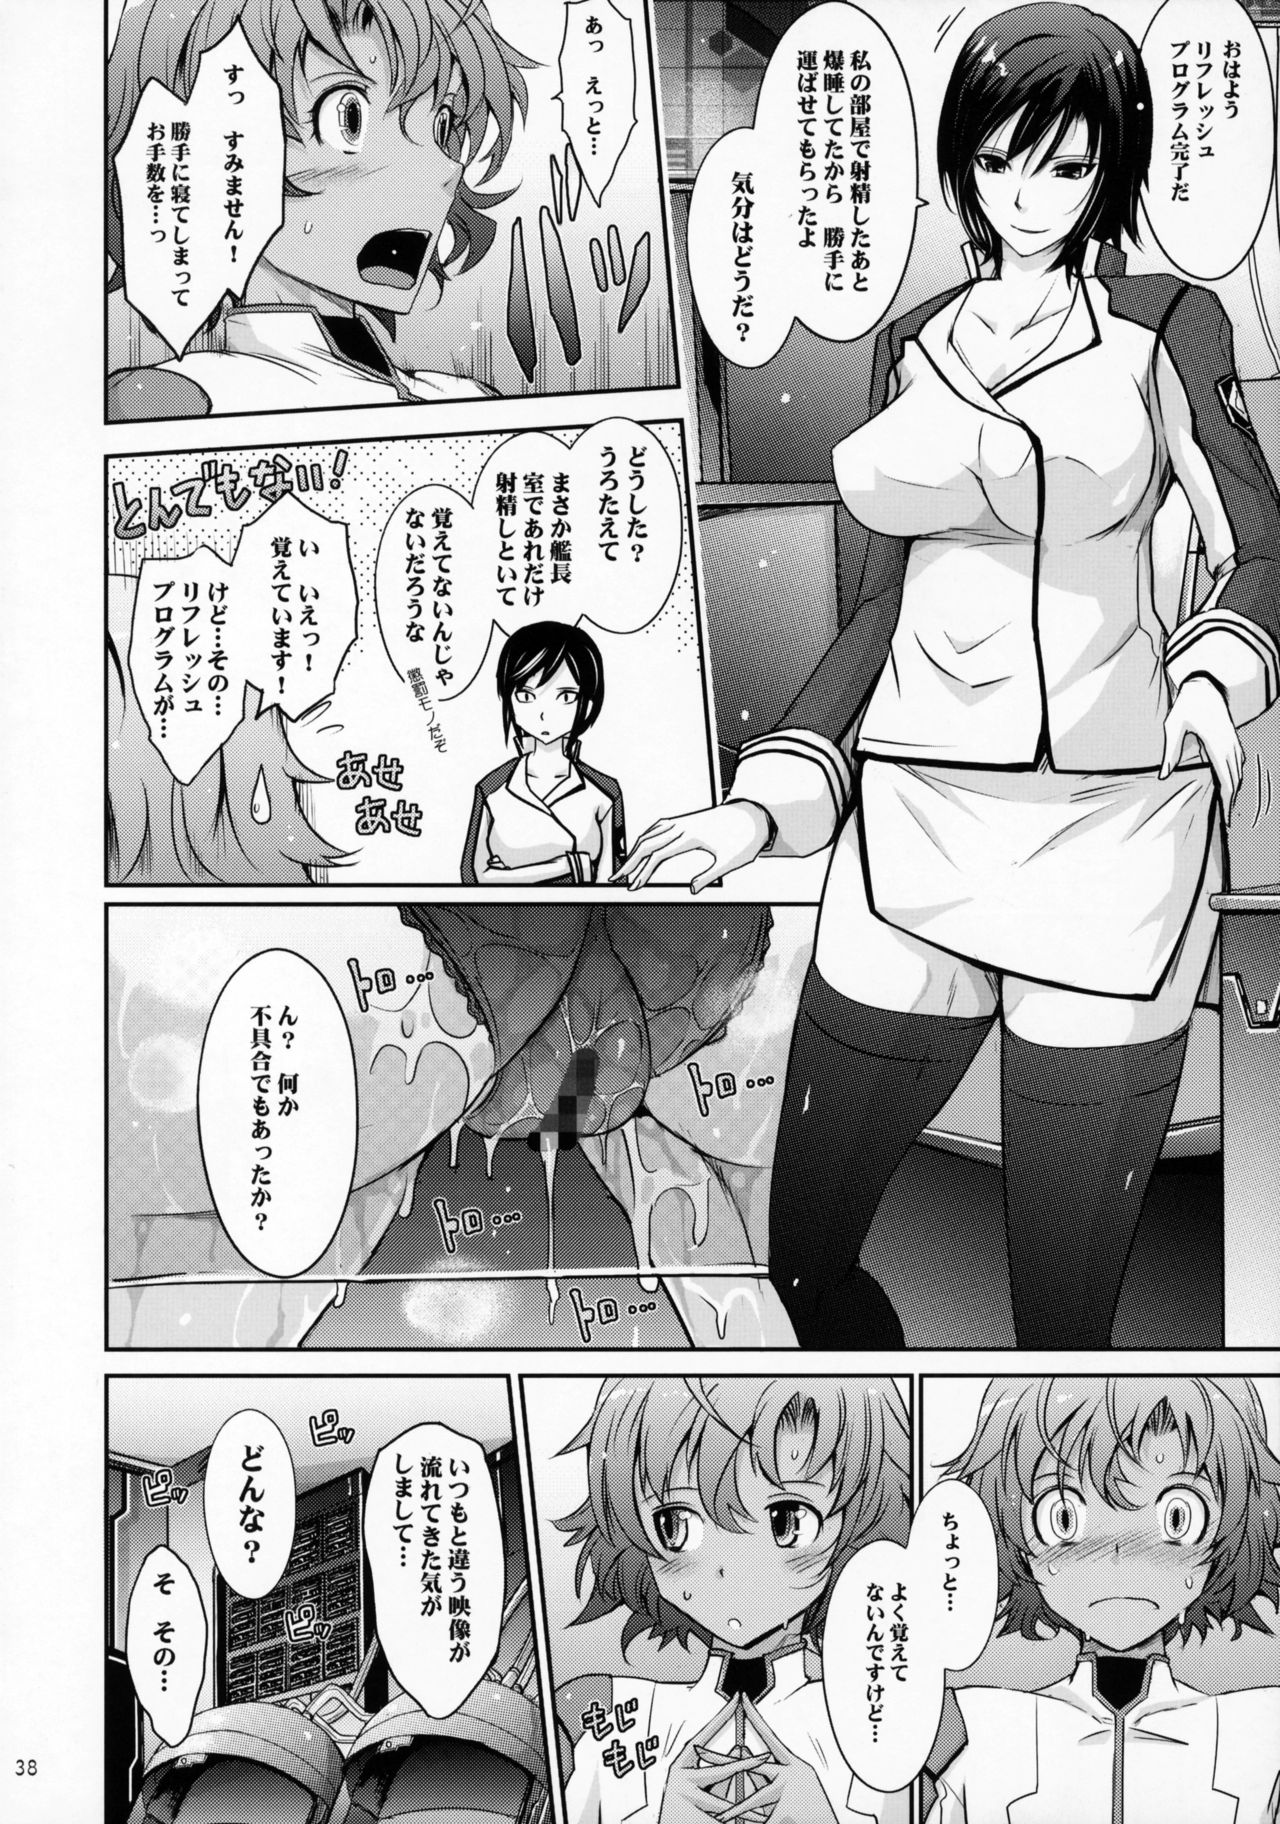 おはよう
リフレッシュ
プログラム完了だ
私の部屋で射精したあと
爆睡してたから 勝手に
運ばせてもらったよ
気分はどうだ？
あっ えっと…
すっ すみません！
勝手に寝てしまって
お手数を…っ
どうした？
うろたえて
まさか艦長
室であれだけ
射精しといて
覚えてないんじゃ
ないだろうな
懲罰モノだぞ
とんでもないい！
い いえっ！
覚えています！
けど…その…
リフレッシュ
プログラムが…
あせ
あせ
トロ…
トロ…
トロ…
トロ…
ん？ 何か
不具合でもあったか？
ちょっと…
よく覚えて
ないんですけど…
もじ
もじ
いつもと違う映像が
流れてきた気が
しまして…
ピッ
ピッ
ピッ
どんな？
そ その…
38